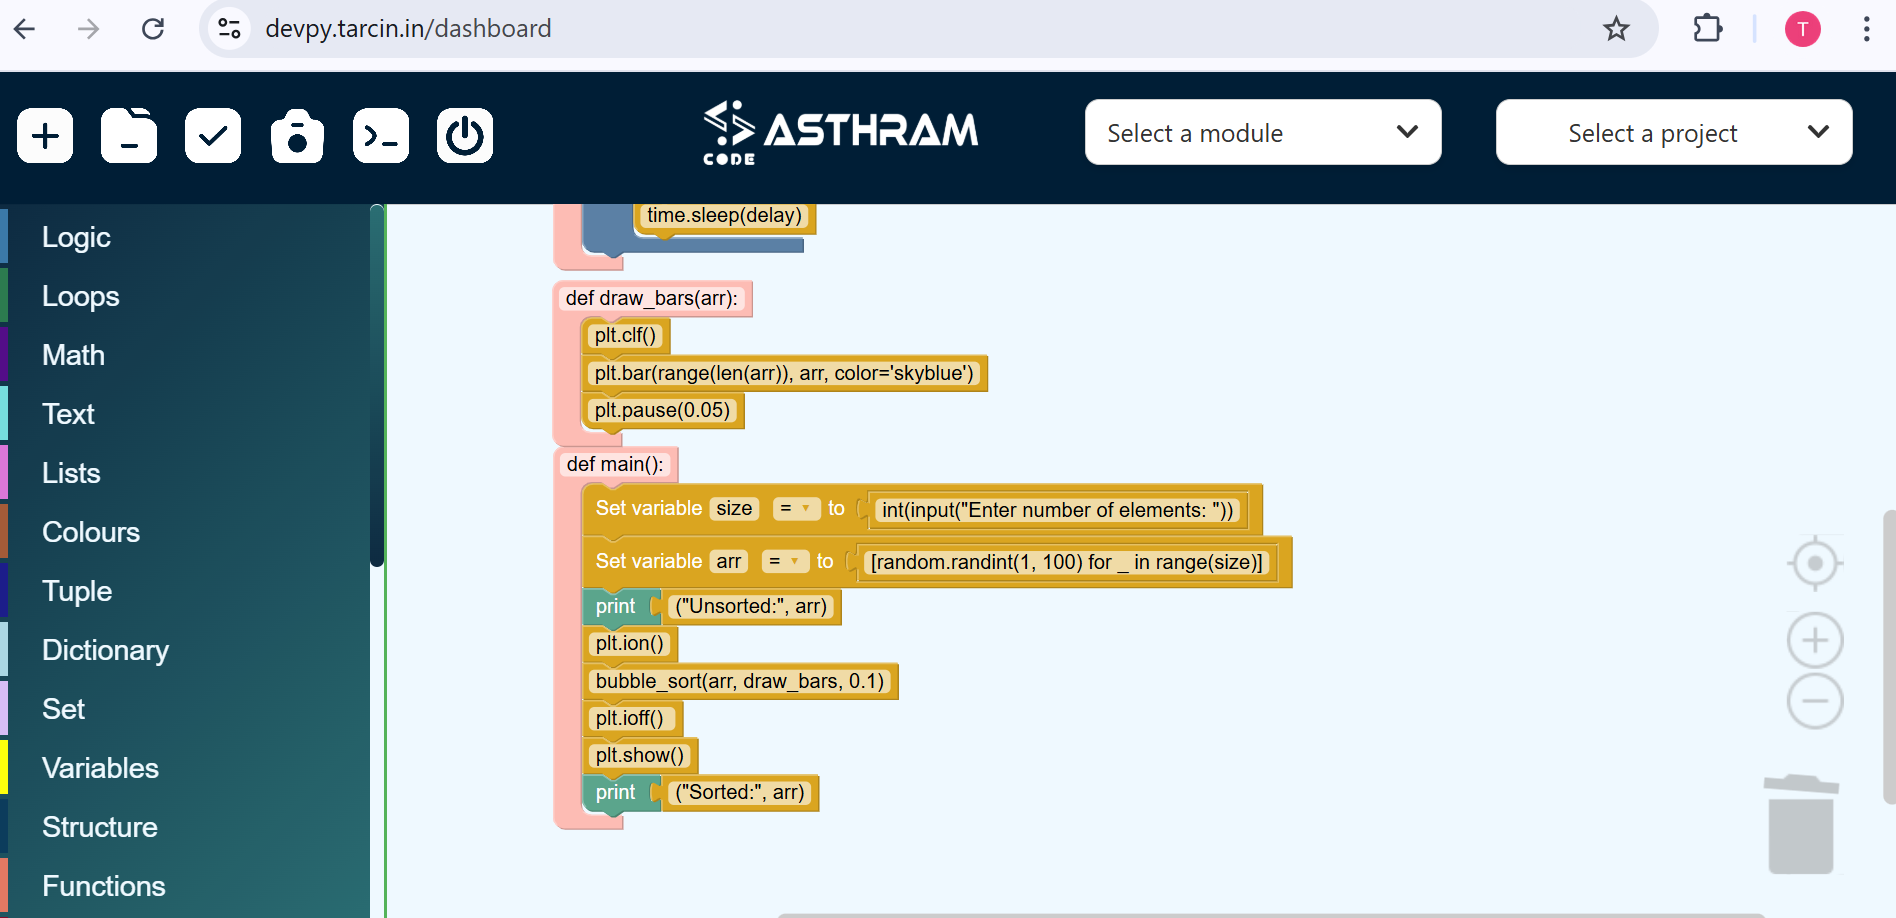 devpy.tarcin.in/dashboard
T
CODE ASTHRAM
Select a module
Select a project
Logic
Loops
Math
Text
Lists
Colours
Tuple
Dictionary
Set
Variables
Structure
Functions
time.sleep(delay)
def draw_bars(arr):
plt.clf()
plt.bar(range(len(arr)), arr, color='skyblue')
plt.pause(0.05)
def main():
Set variable size = to int(input("Enter number of elements: "))
Set variable arr = to [random.randint(1, 100) for _ in range(size)]
print ("Unsorted:", arr)
plt.ion()
bubble_sort(arr, draw_bars, 0.1)
plt.ioff()
plt.show()
print ("Sorted:", arr)